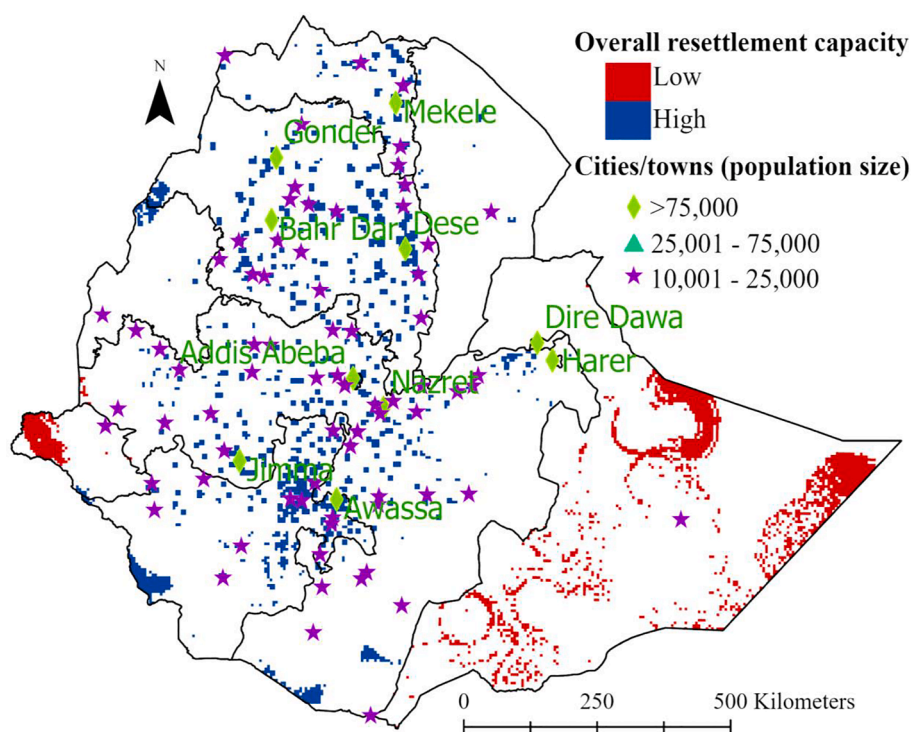 Overall resettlement capacity
Low
High
N
Mekele
Gonder
Cities/towns (population size)
>75,000
25,001 - 75,000
10,001 - 25,000
Bahr Dar
Dese
Dire Dawa
Harer
Addis Abeba
Nazret
Jimma
Awassa
0 250 500 Kilometers